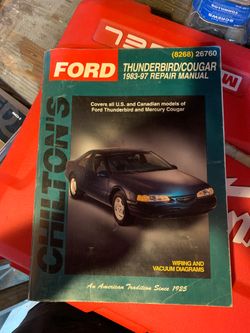 (8268) 26760
FORD
THUNDERBIRD/COUGAR
1983-97 REPAIR MANUAL
Covers all U.S. and Canadian models of
Ford Thunderbird and Mercury Cougar
CHILTON'S
WIRING AND
VACUUM DIAGRAMS
An American Tradition Since 1925